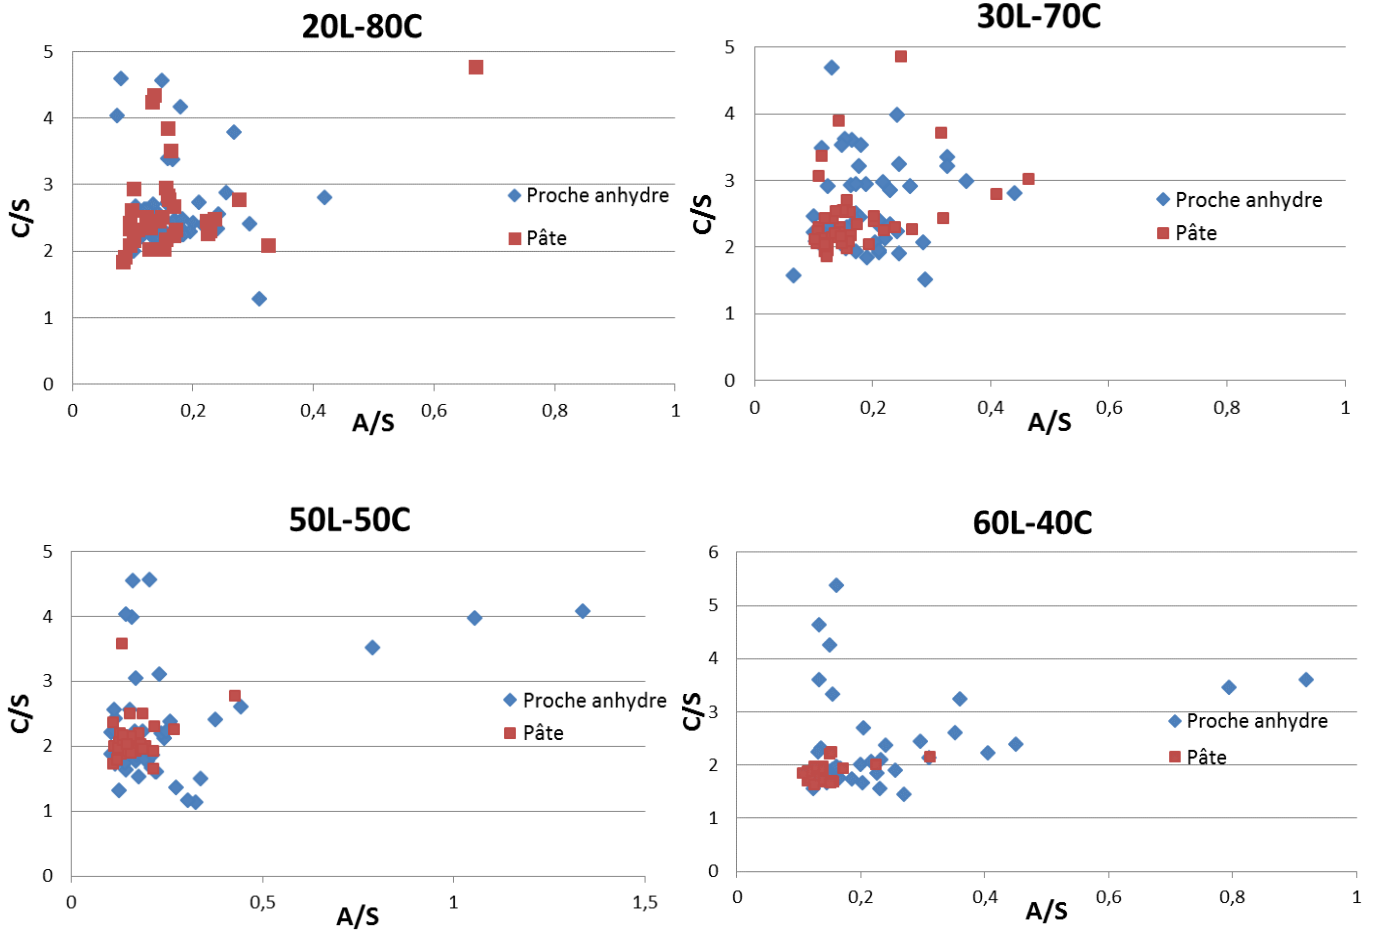 20L-80C
5
4
3
2
1
0
C/S
0
0,2
0,4
0,6
0,8
1
A/S
Proche anhydre
Pâte
30L-70C
5
4
3
2
1
0
C/S
0
0,2
0,4
0,6
0,8
1
A/S
Proche anhydre
Pâte
50L-50C
5
4
3
2
1
0
C/S
0
0,5
1
1,5
A/S
Proche anhydre
Pâte
60L-40C
6
5
4
3
2
1
0
C/S
0
0,2
0,4
0,6
0,8
1
A/S
Proche anhydre
Pâte